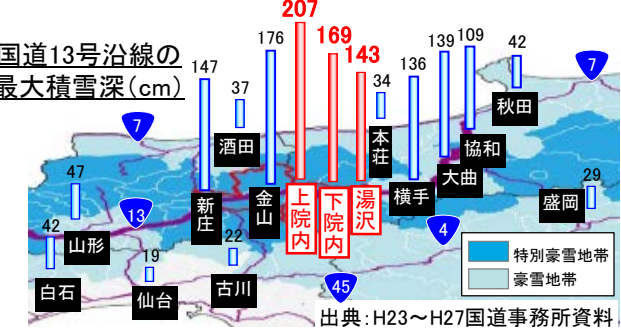 国道13号沿線の
最大積雪深(cm)
207
169
143
176
147
37
34
136
139
109
42
7
7
29
47
42
13
19
22
4
45
酒田
本荘
秋田
協和
大曲
横手
湯沢
下院内
上院内
金山
新庄
盛岡
山形
白石
仙台
古川
特別豪雪地帯
豪雪地帯
出典:H23~H27国道事務所資料